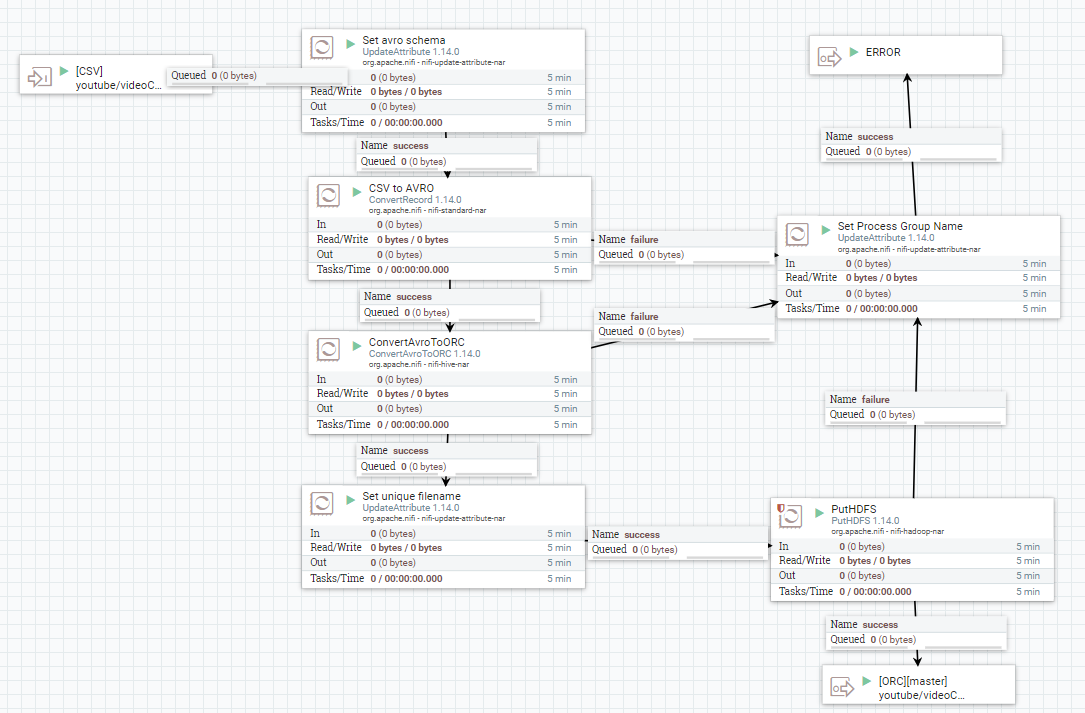 [CSV]
youtube/videoC...
Queued 0 (0 bytes)
Set avro schema
UpdateAttribute 1.14.0
org.apache.nifi - nifi-update-attribute-nar
0 (0 bytes) 5 min
Read/Write 0 bytes / 0 bytes 5 min
Out 0 (0 bytes) 5 min
Tasks/Time 0 / 00:00:00.000 5 min
Name success
Queued 0 (0 bytes)
CSV to AVRO
ConvertRecord 1.14.0
org.apache.nifi - nifi-standard-nar
In 0 (0 bytes) 5 min
Read/Write 0 bytes / 0 bytes 5 min
Out 0 (0 bytes) 5 min
Tasks/Time 0 / 00:00:00.000 5 min
Name failure
Queued 0 (0 bytes)
Name success
Queued 0 (0 bytes)
ConvertAvroToORC
ConvertAvroToORC 1.14.0
org.apache.nifi - nifi-hive-nar
In 0 (0 bytes) 5 min
Read/Write 0 bytes / 0 bytes 5 min
Out 0 (0 bytes) 5 min
Tasks/Time 0 / 00:00:00.000 5 min
Name failure
Queued 0 (0 bytes)
Name success
Queued 0 (0 bytes)
Set unique filename
UpdateAttribute 1.14.0
org.apache.nifi - nifi-update-attribute-nar
In 0 (0 bytes) 5 min
Read/Write 0 bytes / 0 bytes 5 min
Out 0 (0 bytes) 5 min
Tasks/Time 0 / 00:00:00.000 5 min
Name success
Queued 0 (0 bytes)
ERROR
Name success
Queued 0 (0 bytes)
Set Process Group Name
UpdateAttribute 1.14.0
org.apache.nifi - nifi-update-attribute-nar
In 0 (0 bytes) 5 min
Read/Write 0 bytes / 0 bytes 5 min
Out 0 (0 bytes) 5 min
Tasks/Time 0 / 00:00:00.000 5 min
Name failure
Queued 0 (0 bytes)
PutHDFS
PutHDFS 1.14.0
org.apache.nifi - nifi-hadoop-nar
In 0 (0 bytes) 5 min
Read/Write 0 bytes / 0 bytes 5 min
Out 0 (0 bytes) 5 min
Tasks/Time 0 / 00:00:00.000 5 min
Name success
Queued 0 (0 bytes)
[ORC][master]
youtube/videoC...